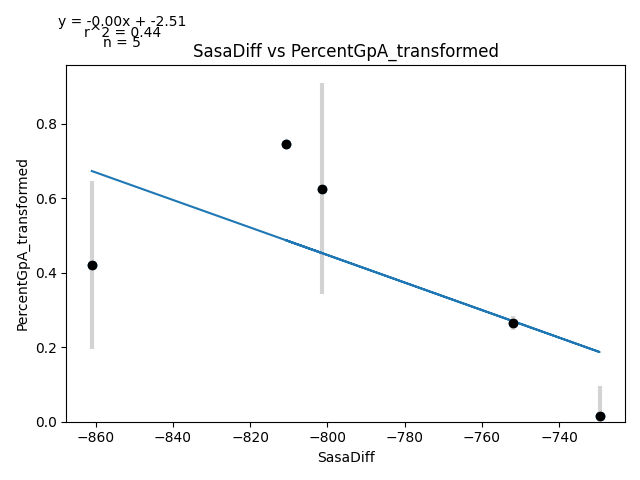 y = -0.00x + -2.51
r^2 = 0.44
n = 5
SasaDiff vs PercentGpA_transformed
0.8
0.6
0.4
0.2
0.0
PercentGpA_transformed
−860
−840
−820
−800
−780
−760
−740
SasaDiff